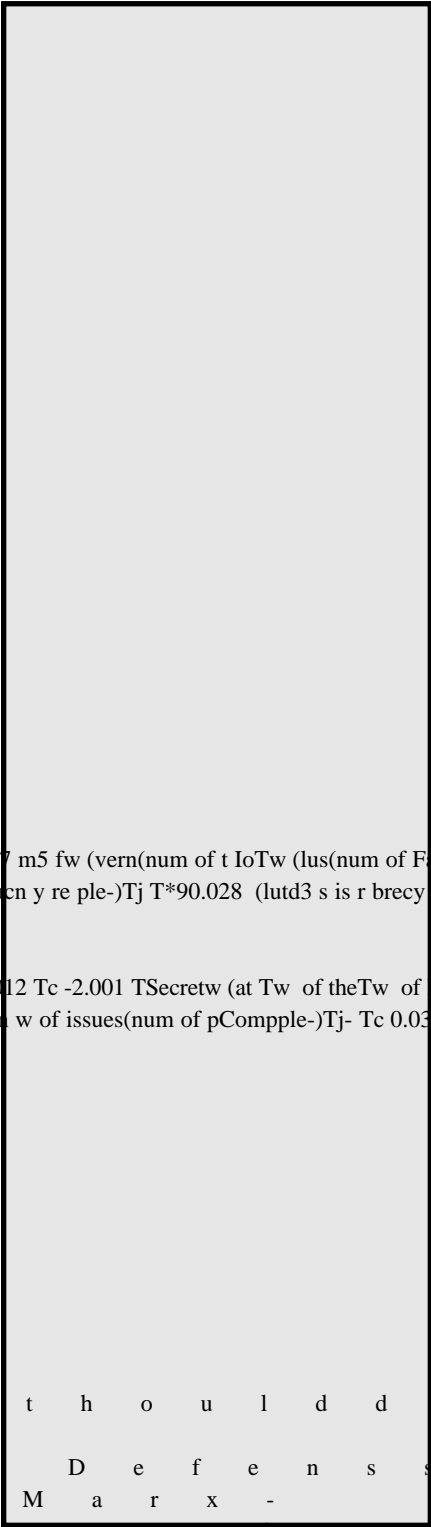 7 m5 fw (vern(num of t IoTw (lus(num of F
cn y re ple-)Tj T*90.028 (lutd3 s is r brecy
12 Tc -2.001 TSecretw (at Tw of theTw of
w of issues(num of pCompple-)Tj- Tc 0.03
t h o u l d d
D e f e n s s
M a r x -